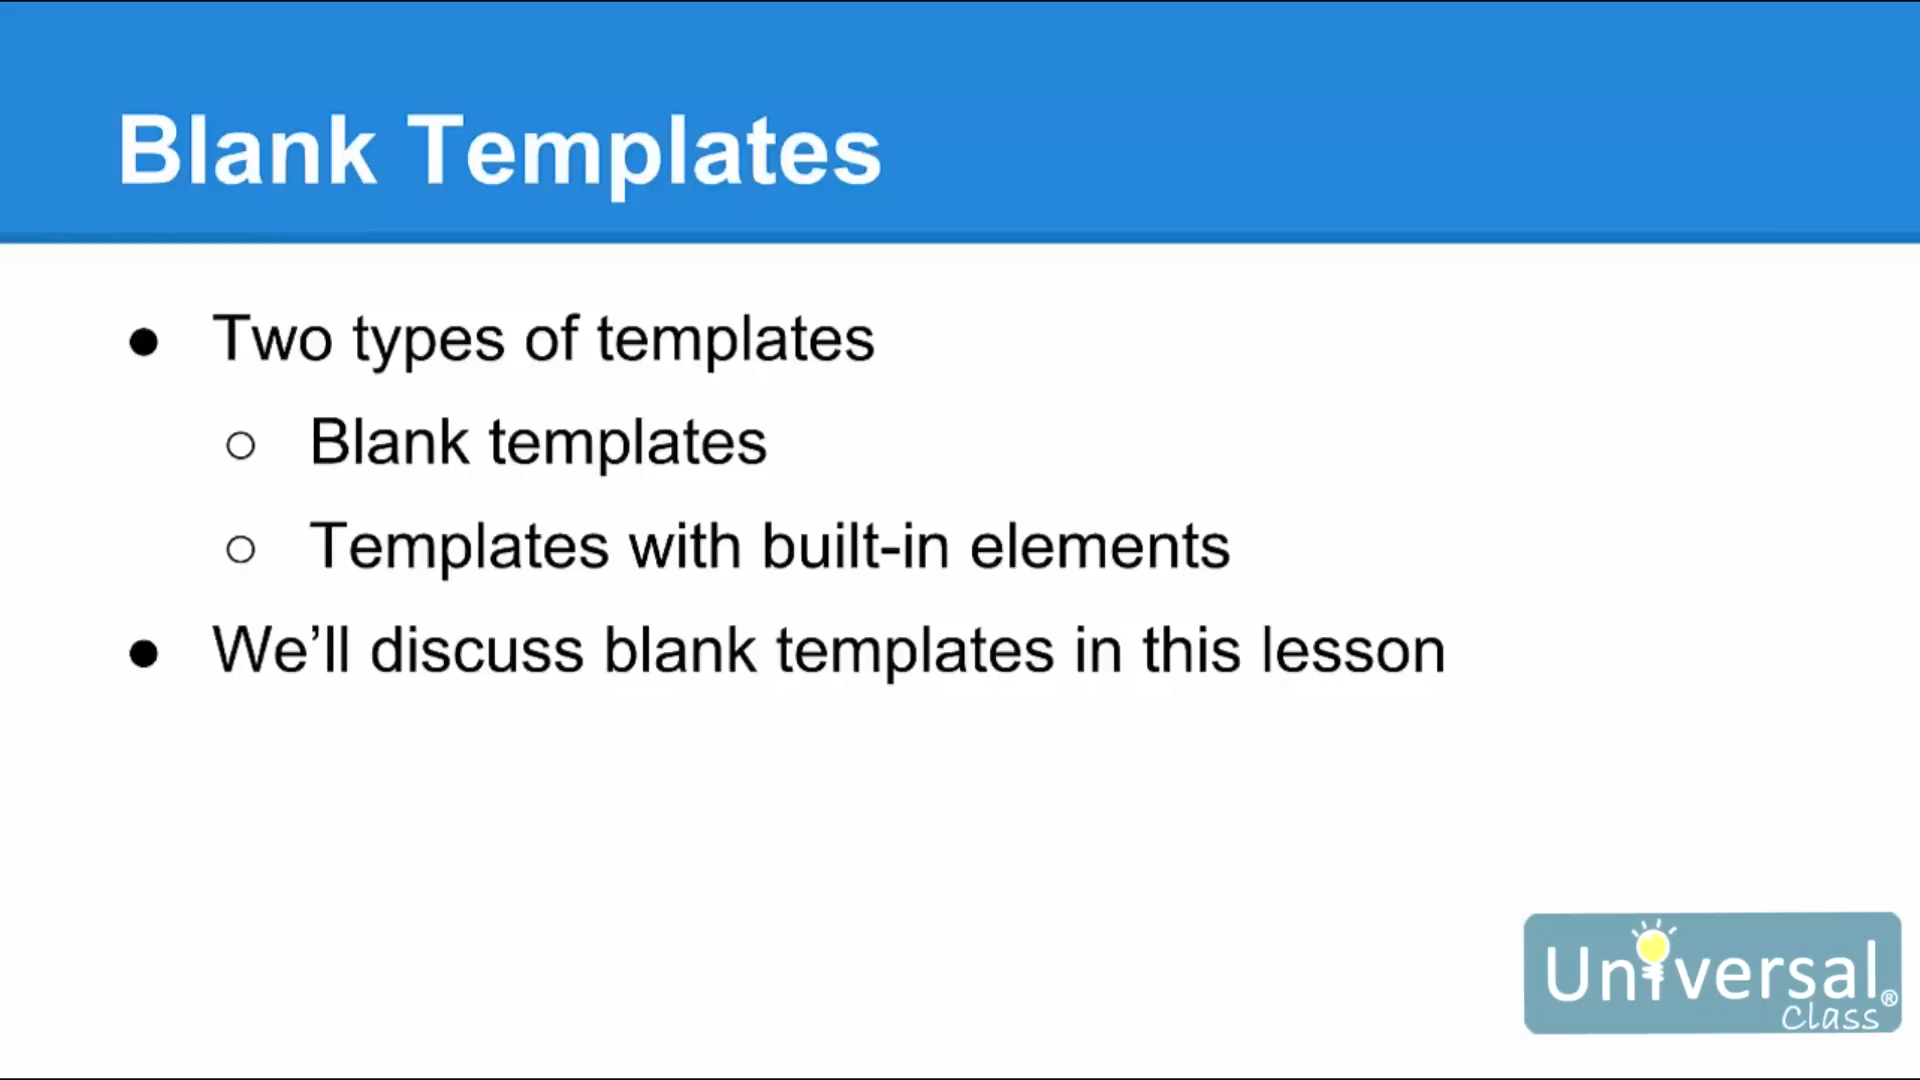 Blank Templates
● Two types of templates
○ Blank templates
○ Templates with built-in elements
● We’ll discuss blank templates in this lesson
Universal®
Class